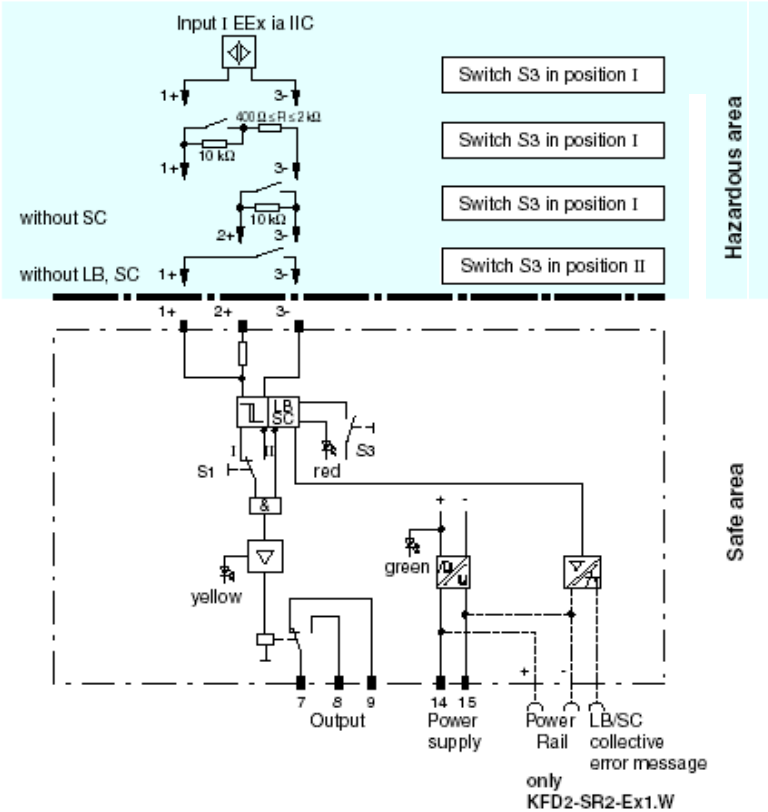 Input I EEx ia IIC
Switch S3 in position I
1+ 3-
400 Ω ≤ R ≤ 2 kΩ
Switch S3 in position I
10 kΩ
1+ 3-
Switch S3 in position I
without SC
10 kΩ
2+ 3-
Switch S3 in position II
without LB, SC 1+ 3-
Hazardous area
1+ 2+ 3-
LB
SC
I II
S1 red S3
&
+ -
green
yellow
Safe area
+ -
7 8 9 14 15
Output Power supply
Power Rail
LB/SC collective error message
only
KFD2-SR2-Ex1.W